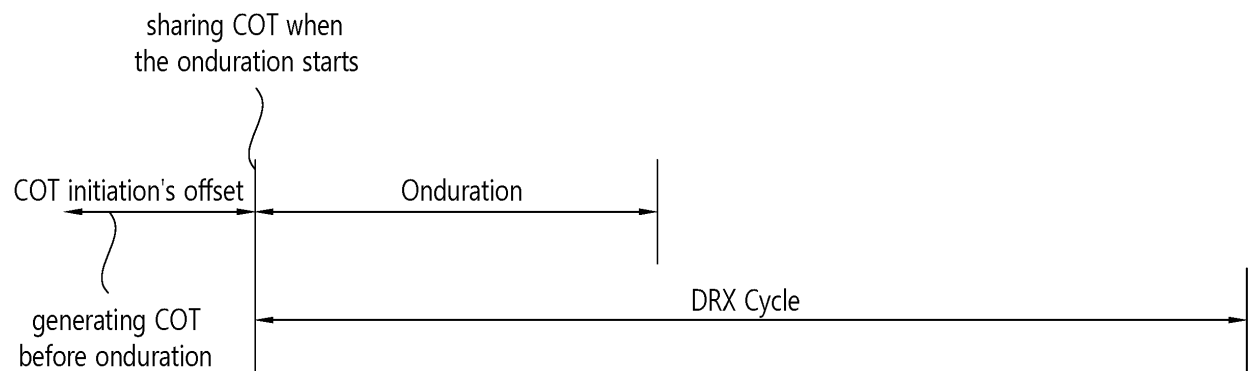 sharing COT when
the onduration starts
COT initiation's offset
Onduration
generating COT
before onduration
DRX Cycle